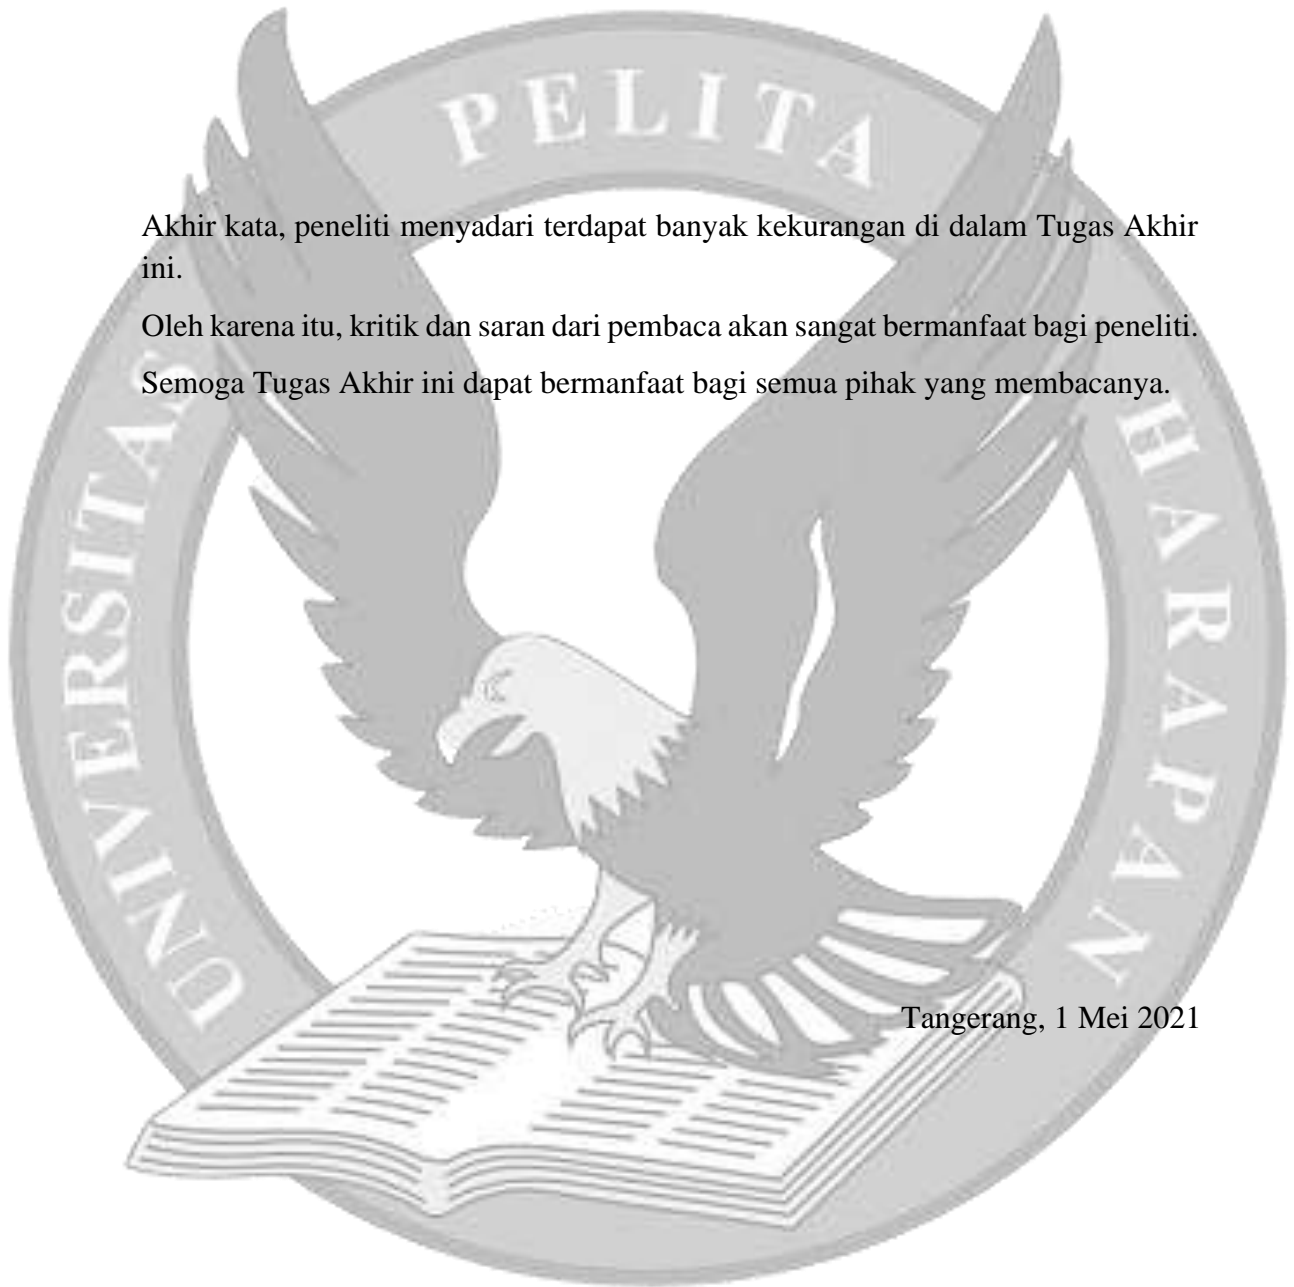 UNIVERSITAS PELITA HARAPAN
Akhir kata, peneliti menyadari terdapat banyak kekurangan di dalam Tugas Akhir
ini.
Oleh karena itu, kritik dan saran dari pembaca akan sangat bermanfaat bagi peneliti.
Semoga Tugas Akhir ini dapat bermanfaat bagi semua pihak yang membacanya.
Tangerang, 1 Mei 2021